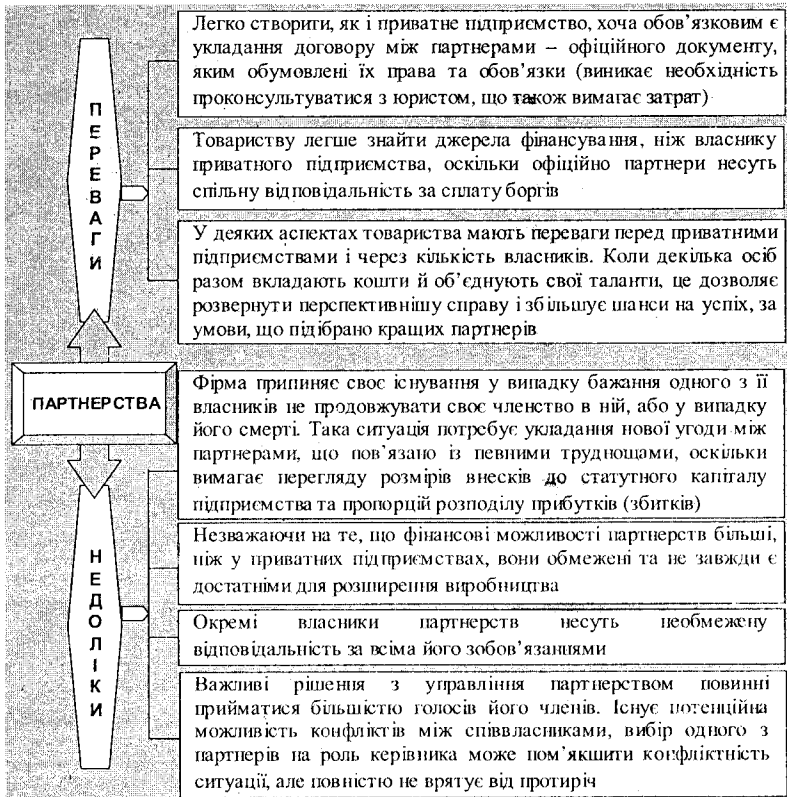 ПЕРЕВАГИ
Легко створити, як і приватне підприємство, хоча обов’язковим є
укладання договору між партнерами – офіційного документу,
яким обумовлені їх права та обов’язки (виникає необхідність
проконсультуватися з юристом, що також вимагає затрат)
Товариству легше знайти джерела фінансування, ніж власнику
приватного підприємства, оскільки офіційно партнери несуть
спільну відповідальність за сплату боргів
У деяких аспектах товариства мають переваги перед приватними
підприємствами і через кількість власників. Коли декілька осіб
разом вкладають кошти й об’єднують свої таланти, це дозволяє
розвернути перспективнішу справу і збільшує шанси на успіх, за
умови, що підібрано кращих партнерів
ПАРТНЕРСТВА
НЕДОЛІКИ
Фірма припиняє своє існування у випадку бажання одного з її
власників не продовжувати своє членство в ній, або у випадку
його смерті. Така ситуація потребує укладання нової угоди між
партнерами, що пов’язано із певними труднощами, оскільки
вимагає перегляду розмірів внесків до статутного капіталу
підприємства та пропорцій розподілу прибутків (збитків)
Незважаючи на те, що фінансові можливості партнерств більші,
ніж у приватних підприємствах, вони обмежені та не завжди є
достатніми для розширення виробництва
Окремі власники партнерств несуть необмежену
відповідальність за всіма його зобов’язаннями
Важливі рішення з управління партнерством повинні
прийматися більшістю голосів його членів. Існує потенційна
можливість конфліктів між співвласниками, вибір одного з
партнерів на роль керівника може пом’якшити конфліктність
ситуації, але повністю не врятує від протиріч